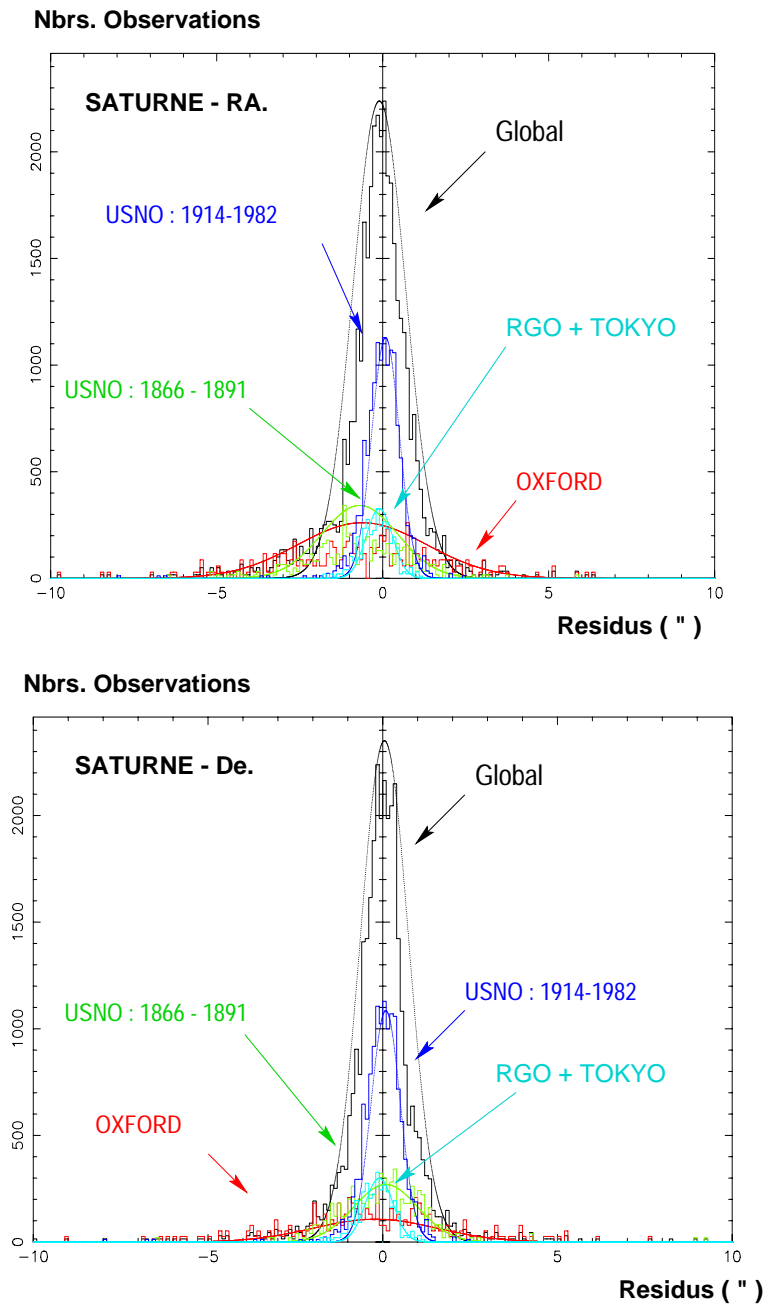 Nbrs. Observations
SATURNE - RA.
Global
USNO : 1914-1982
RGO + TOKYO
USNO : 1866 - 1891
OXFORD
2000
1500
1000
500
0
-10
-5
0
5
10
Residus ( " )
Nbrs. Observations
SATURNE - De.
Global
USNO : 1914-1982
USNO : 1866 - 1891
RGO + TOKYO
OXFORD
2000
1500
1000
500
0
-10
-5
0
5
10
Residus ( " )